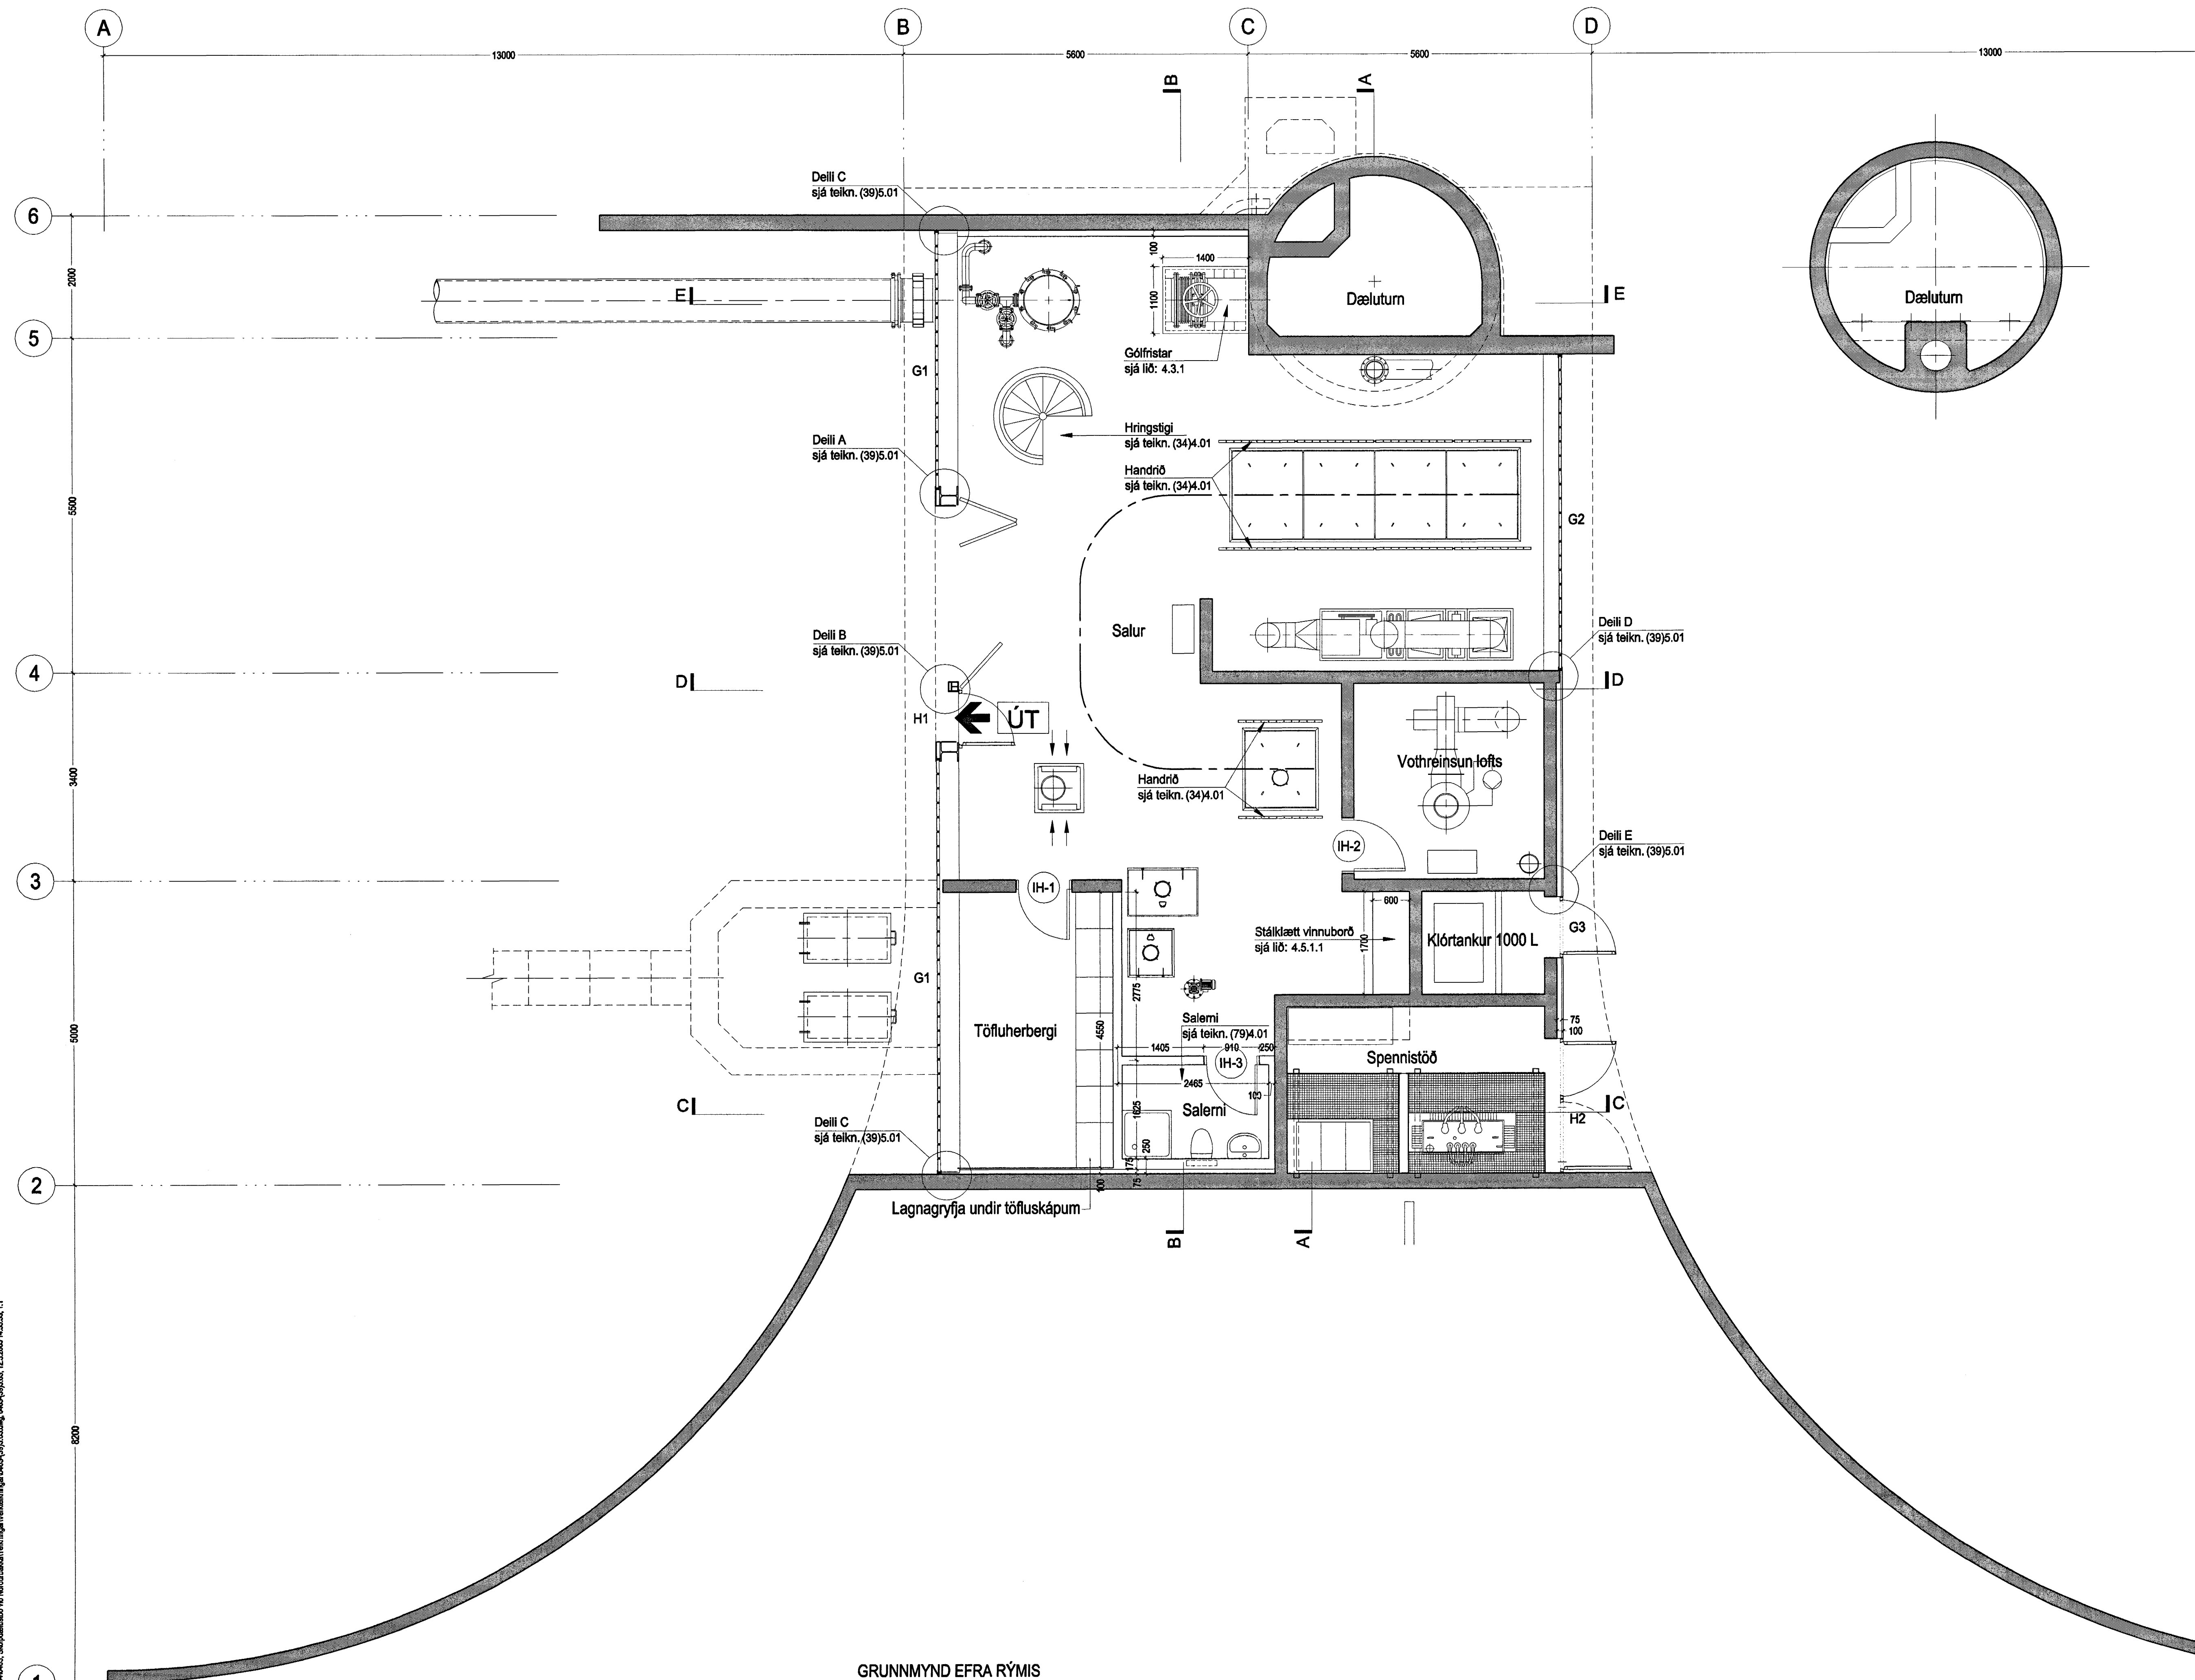 A
B
C
D
13000
5600
5600
13000
B
A
Deili C
sjá teikn. (39)5.01
6
2000
100
1400
1100
E
E
Dæluturn
Dæluturn
5
G1
Gólfristar
sjá lið: 4.3.1
Hringstigi
sjá teikn. (34)4.01
Deili A
sjá teikn. (39)5.01
Handrið
sjá teikn. (34)4.01
5500
G2
Deili B
sjá teikn. (39)5.01
Salur
Deili D
sjá teikn. (39)5.01
4
D
D
H1
ÚT
3400
Vothreinsun lofts
Handrið
sjá teikn. (34)4.01
Deili E
sjá teikn. (39)5.01
IH-2
3
IH-1
600
G3
Stálklætt vinnuborð
sjá lið: 4.5.1.1
1700
Klórtankur 1000 L
G1
2775
4550
Töfluherbergi
Salerni
sjá teikn. (79)4.01
75
100
5000
1405
910
250
IH-3
Spennistöð
2465
103
C
C
1625
Salerni
H2
Deili C
sjá teikn. (39)5.01
250
175
75
100
2
Lagnagryfja undir töfluskápum
B
A
8200
GRUNNMYND EFRA RÝMIS